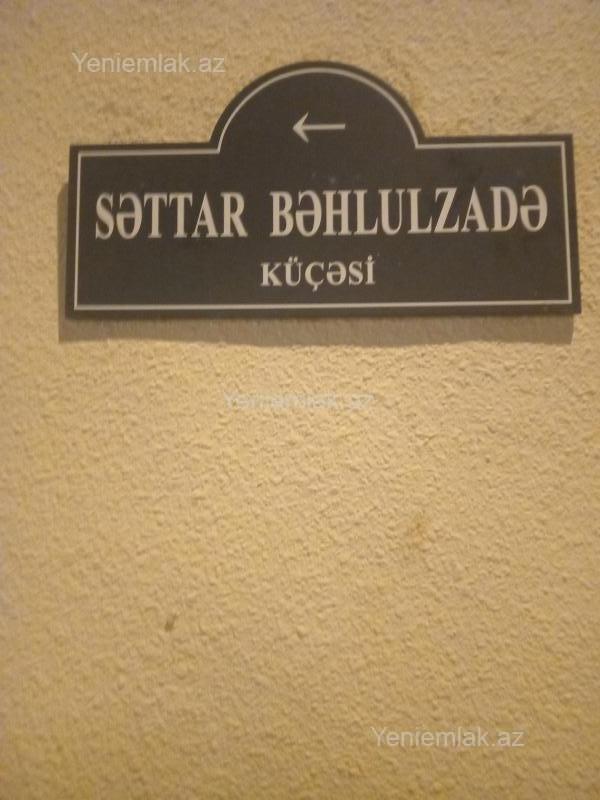 Yeniemlak.az
←
SƏTTAR BƏHLULZADƏ
KÜÇƏSİ
Yeniemlak.az
Yeniemlak.az